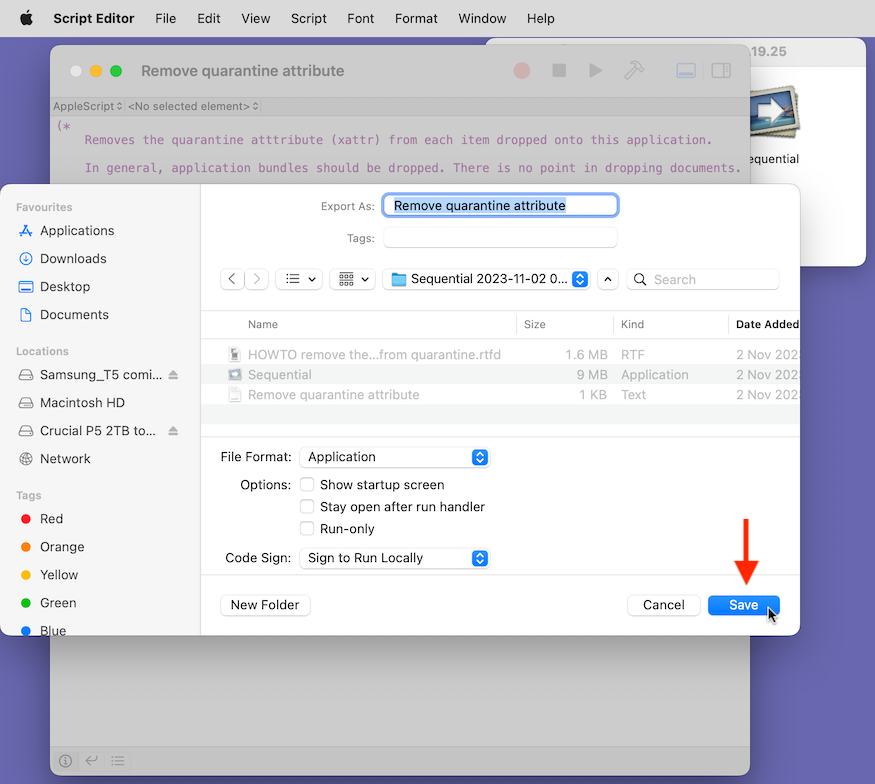 Script Editor File Edit View Script Font Format Window Help
19.25
Remove quarantine attribute
AppleScript <No selected element>
(*
Removes the quarantine atttribute (xattr) from each item dropped onto this application.
In general, application bundles should be dropped. There is no point in dropping documents.
equential
Favourites
Applications
Downloads
Desktop
Documents
Locations
Samsung_T5 comi...
Macintosh HD
Crucial P5 2TB to...
Network
Tags
Red
Orange
Yellow
Green
Blue
Export As: Remove quarantine attribute
Tags:
Sequential 2023-11-02 0... Search
Name Size Kind Date Added
HOWTO remove the...from quarantine.rtfd 1.6 MB RTF 2 Nov 202
Sequential 9 MB Application 2 Nov 202
Remove quarantine attribute 1 KB Text 2 Nov 202
File Format: Application
Options: Show startup screen
Stay open after run handler
Run-only
Code Sign: Sign to Run Locally
New Folder Cancel Save